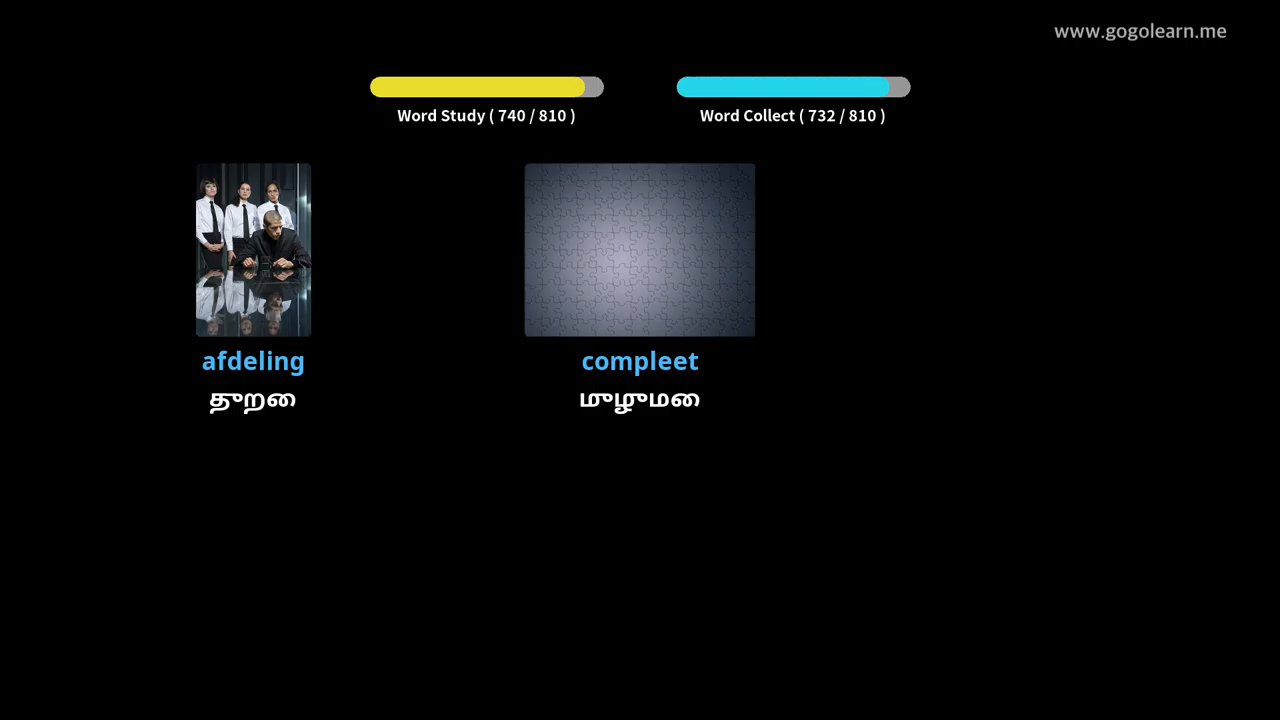 www.gogolearn.me
Word Study ( 740 / 810 )
Word Collect ( 732 / 810 )
afdeling
compleet
துறை
முழுமை